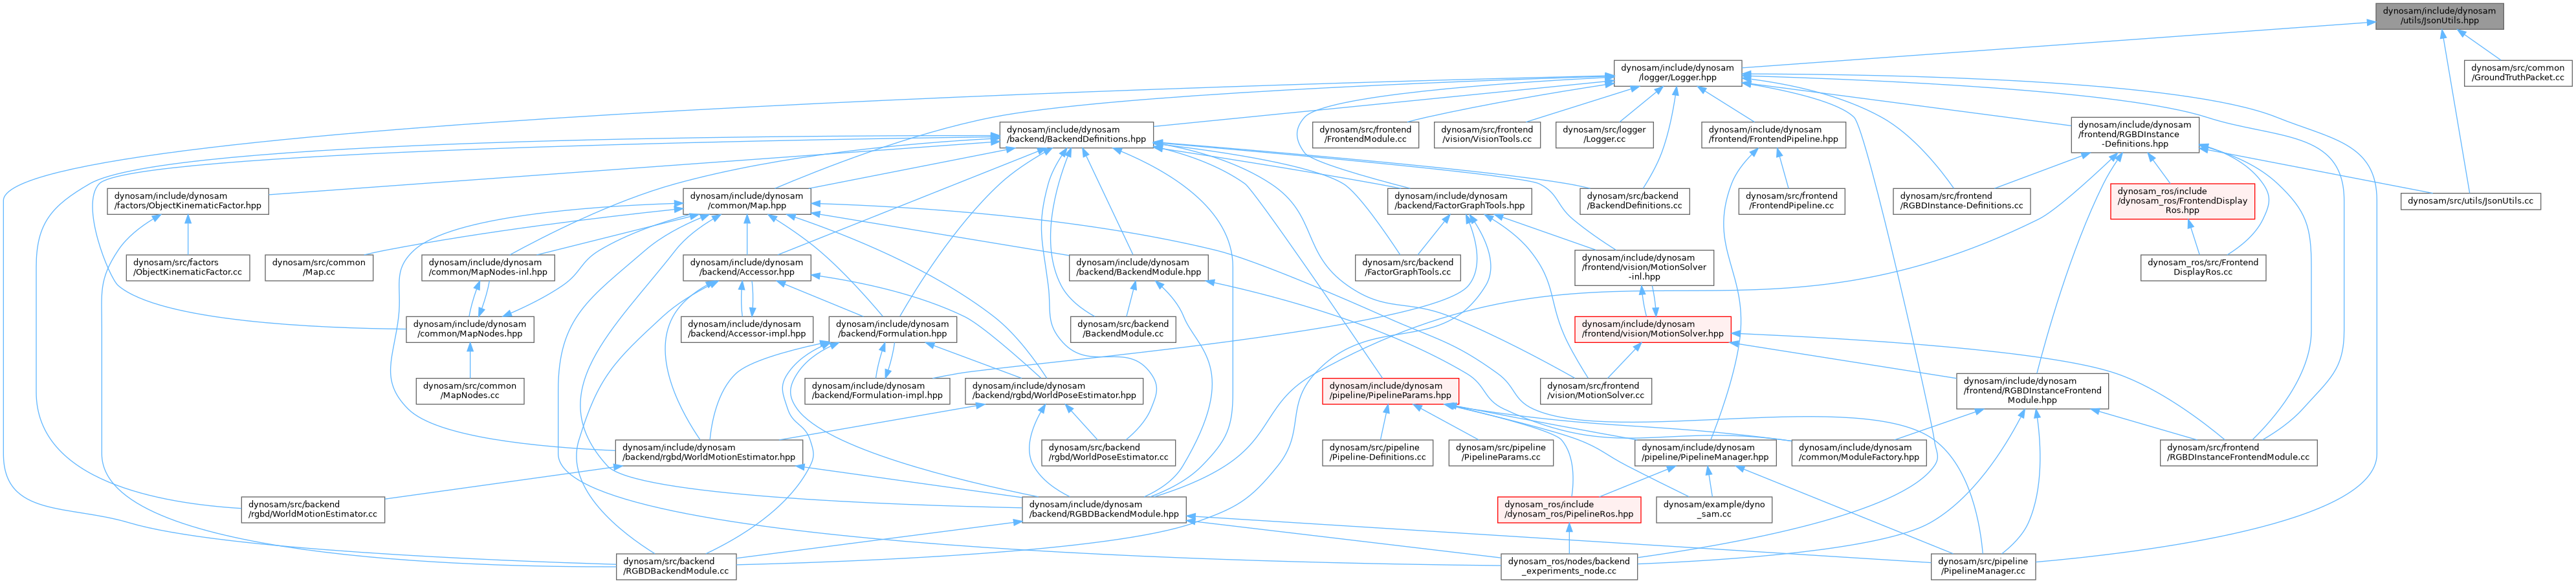 dynosam/include/dynosam
/utils/JsonUtils.hpp
dynosam/include/dynosam
/logger/Logger.hpp
dynosam/src/common
/GroundTruthPacket.cc
dynosam/include/dynosam
/backend/BackendDefinitions.hpp
dynosam/src/frontend
/FrontendModule.cc
dynosam/src/frontend
/vision/VisionTools.cc
dynosam/src/logger
/Logger.cc
dynosam/include/dynosam
/frontend/FrontendPipeline.hpp
dynosam/include/dynosam
/frontend/RGBDInstance
-Definitions.hpp
dynosam/include/dynosam
/factors/ObjectKinematicFactor.hpp
dynosam/include/dynosam
/common/Map.hpp
dynosam/include/dynosam
/backend/FactorGraphTools.hpp
dynosam/src/backend
/BackendDefinitions.cc
dynosam/src/frontend
/FrontendPipeline.cc
dynosam/src/frontend
/RGBDInstance-Definitions.cc
dynosam_ros/include
/dynosam_ros/FrontendDisplay
Ros.hpp
dynosam/src/utils/JsonUtils.cc
dynosam/src/factors
/ObjectKinematicFactor.cc
dynosam/src/common
/Map.cc
dynosam/include/dynosam
/common/MapNodes-inl.hpp
dynosam/include/dynosam
/backend/Accessor.hpp
dynosam/include/dynosam
/backend/BackendModule.hpp
dynosam/src/backend
/FactorGraphTools.cc
dynosam/include/dynosam
/frontend/vision/MotionSolver
-inl.hpp
dynosam_ros/src/Frontend
DisplayRos.cc
dynosam/include/dynosam
/common/MapNodes.hpp
dynosam/include/dynosam
/backend/Accessor-impl.hpp
dynosam/include/dynosam
/backend/Formulation.hpp
dynosam/src/backend
/BackendModule.cc
dynosam/include/dynosam
/frontend/vision/MotionSolver.hpp
dynosam/src/common
/MapNodes.cc
dynosam/include/dynosam
/backend/Formulation-impl.hpp
dynosam/include/dynosam
/backend/rgbd/WorldPoseEstimator.hpp
dynosam/include/dynosam
/pipeline/PipelineParams.hpp
dynosam/src/frontend
/vision/MotionSolver.cc
dynosam/include/dynosam
/frontend/RGBDInstanceFrontend
Module.hpp
dynosam/include/dynosam
/backend/rgbd/WorldMotionEstimator.hpp
dynosam/src/backend
/rgbd/WorldPoseEstimator.cc
dynosam/src/pipeline
/Pipeline-Definitions.cc
dynosam/src/pipeline
/PipelineParams.cc
dynosam/include/dynosam
/pipeline/PipelineManager.hpp
dynosam/include/dynosam
/common/ModuleFactory.hpp
dynosam/src/frontend
/RGBDInstanceFrontendModule.cc
dynosam/src/backend
/rgbd/WorldMotionEstimator.cc
dynosam/include/dynosam
/backend/RGBDBackendModule.hpp
dynosam_ros/include
/dynosam_ros/PipelineRos.hpp
dynosam/example/dyno
_sam.cc
dynosam/src/backend
/RGBDBackendModule.cc
dynosam_ros/nodes/backend
_experiments_node.cc
dynosam/src/pipeline
/PipelineManager.cc